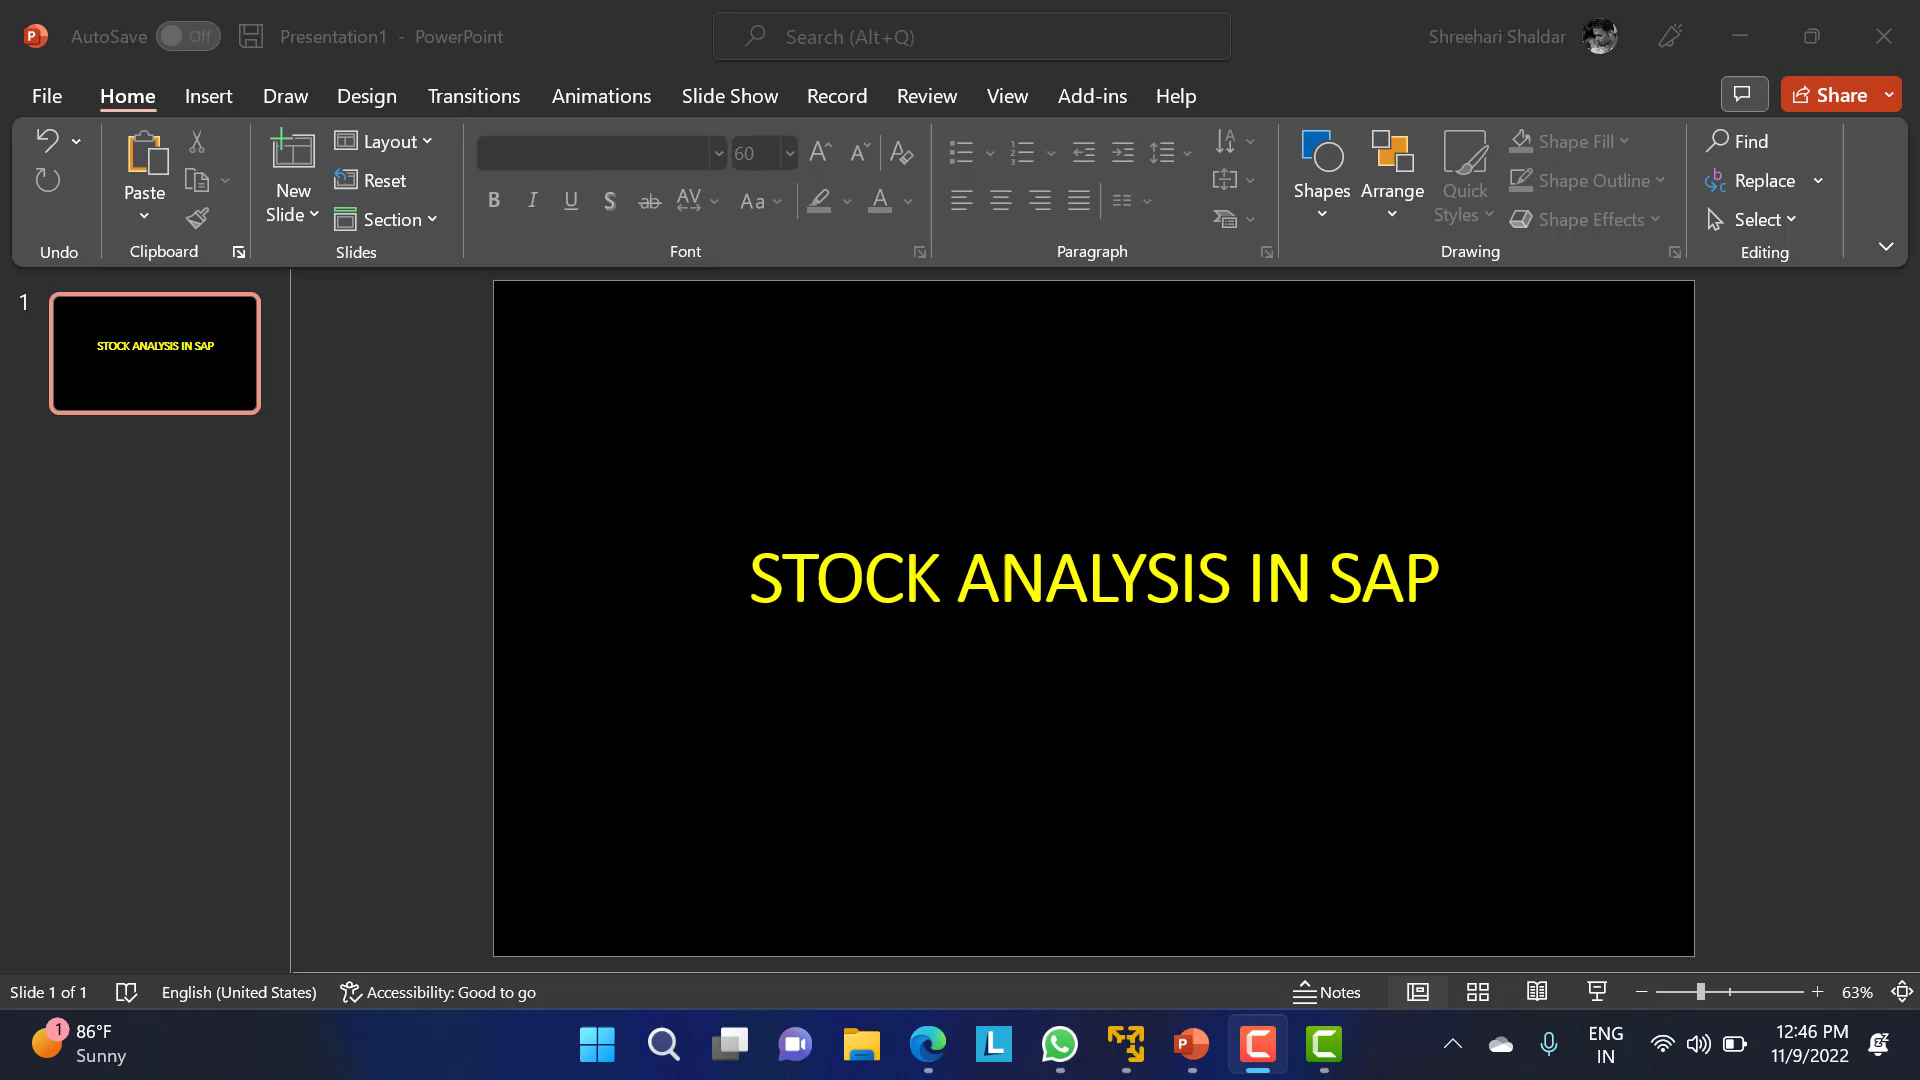 AutoSave Off Presentation1 - PowerPoint Search (Alt+Q) Shreehari Shaldar
File Home Insert Draw Design Transitions Animations Slide Show Record Review View Add-ins Help Share
Paste
New Slide
Layout
Reset
Section
60
B I U S ab AV Aa A
Shapes Arrange Quick Styles
Shape Fill
Shape Outline
Shape Effects
Find
Replace
Select
Undo Clipboard Slides Font Paragraph Drawing Editing
1
STOCK ANALYSIS IN SAP
STOCK ANALYSIS IN SAP
Slide 1 of 1 English (United States) Accessibility: Good to go Notes 63%
1 86°F
Sunny
ENG
IN
12:46 PM
11/9/2022